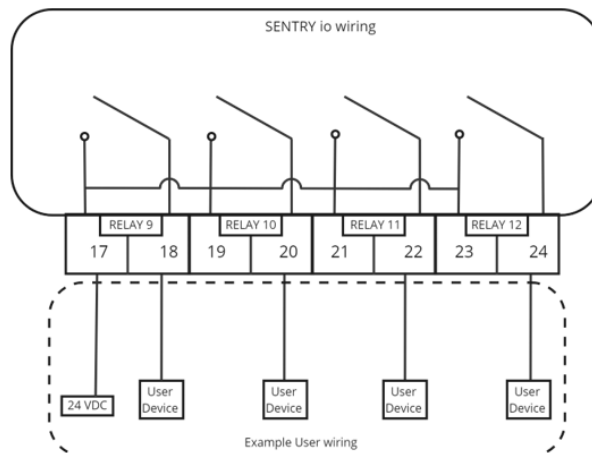 SENTRY io wiring
RELAY 9 RELAY 10 RELAY 11 RELAY 12
17 18 19 20 21 22 23 24
24 VDC
User
Device
User
Device
User
Device
User
Device
Example User wiring